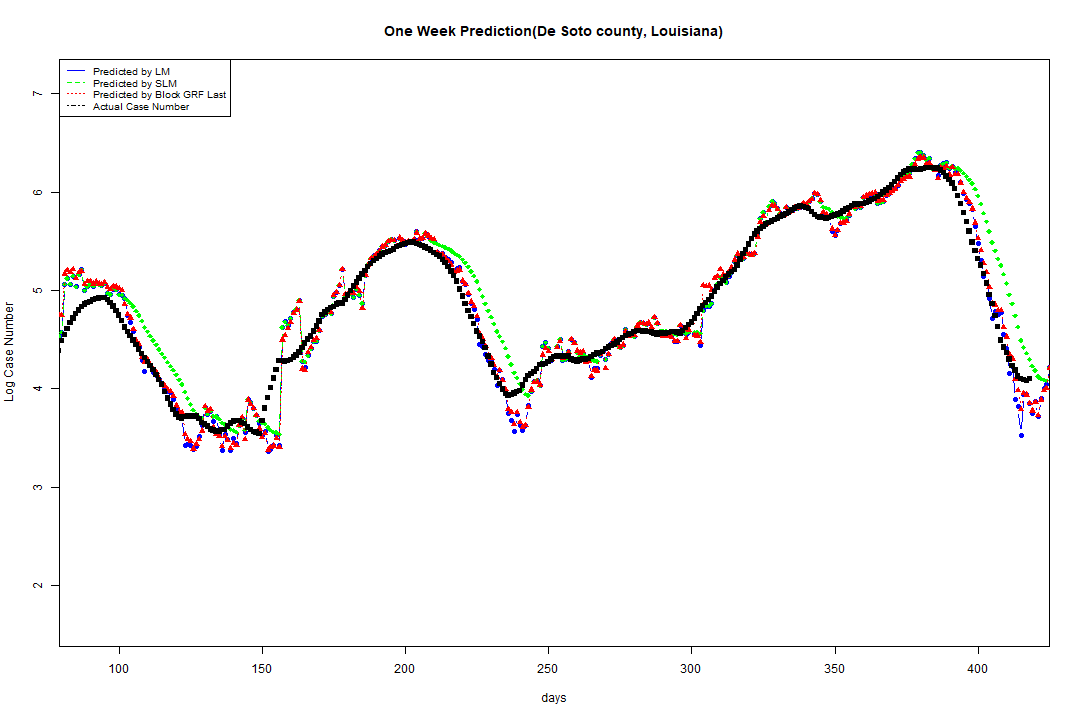 One Week Prediction(De Soto county, Louisiana)
Predicted by LM
Predicted by SLM
Predicted by Block GRF Last
Actual Case Number
7
6
5
4
3
2
Log Case Number
100 150 200 250 300 350 400
days